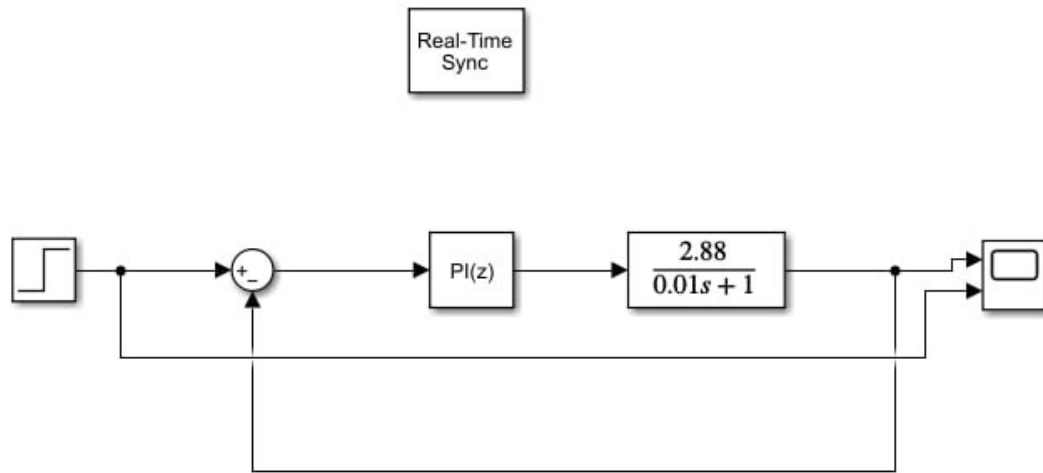 Real-Time
Sync
+
−
PI(z)
2.88
0.01s + 1